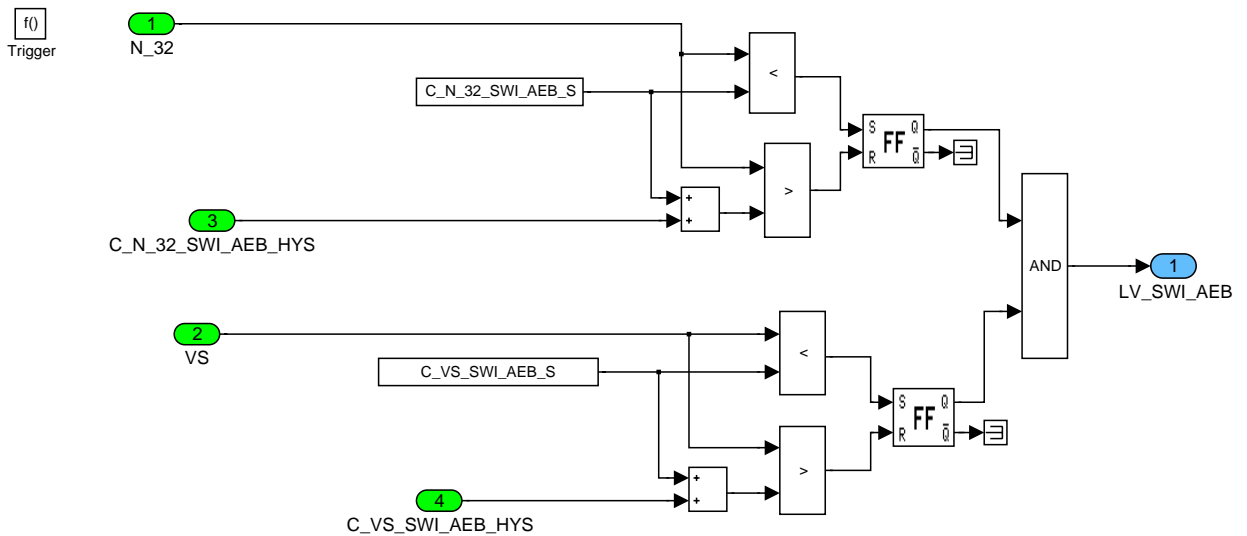 f()
Trigger
1
N_32
C_N_32_SWI_AEB_S
<
S
Q
FF
R
Q̅
>
+
+
3
C_N_32_SWI_AEB_HYS
AND
1
LV_SWI_AEB
2
VS
C_VS_SWI_AEB_S
<
S
Q
FF
R
Q̅
>
+
+
4
C_VS_SWI_AEB_HYS